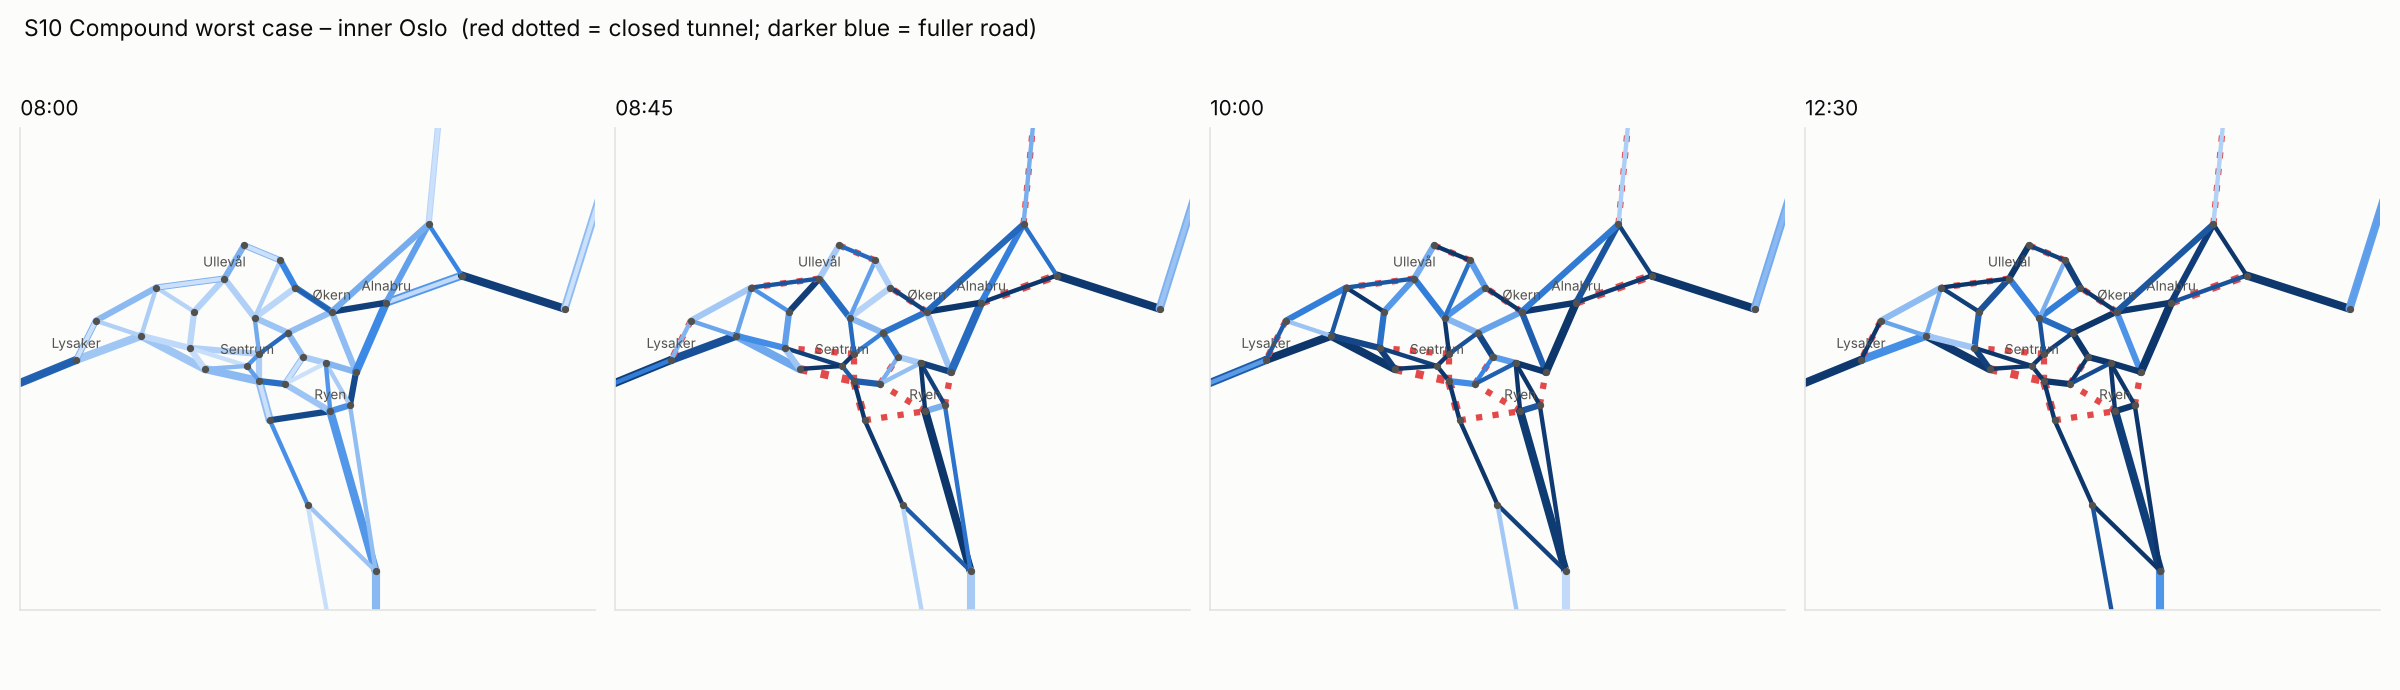 S10 Compound worst case – inner Oslo (red dotted = closed tunnel; darker blue = fuller road)
08:00
08:45
10:00
12:30
Ullevål
Økern
Alnabru
Lysaker
Sentrum
Ryen
Ullevål
Økern
Alnabru
Lysaker
Sentrum
Ryen
Ullevål
Økern
Alnabru
Lysaker
Sentrum
Ryen
Ullevål
Økern
Alnabru
Lysaker
Sentrum
Ryen